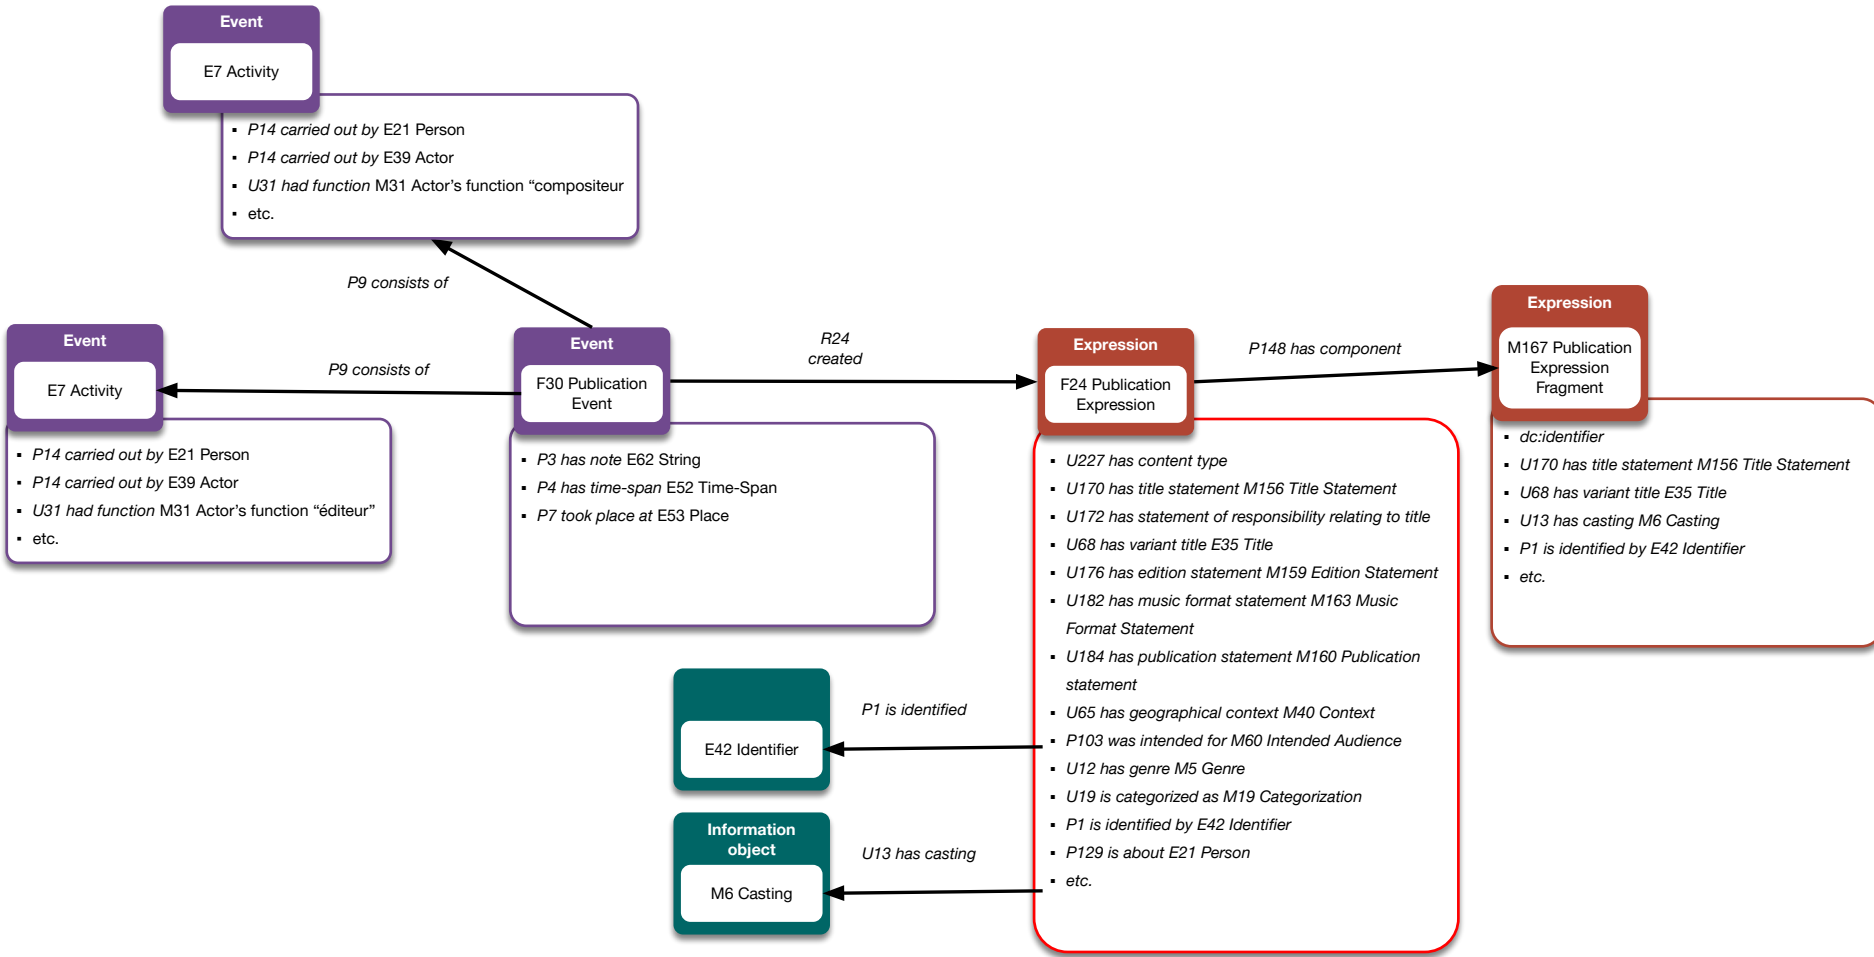 Event
E7 Activity
▪ P14 carried out by E21 Person
▪ P14 carried out by E39 Actor
▪ U31 had function M31 Actor’s function “compositeur
▪ etc.
P9 consists of
Event
E7 Activity
▪ P14 carried out by E21 Person
▪ P14 carried out by E39 Actor
▪ U31 had function M31 Actor’s function “éditeur”
▪ etc.
P9 consists of
Event
F30 Publication
Event
▪ P3 has note E62 String
▪ P4 has time-span E52 Time-Span
▪ P7 took place at E53 Place
R24
created
Expression
F24 Publication
Expression
▪ U227 has content type
▪ U170 has title statement M156 Title Statement
▪ U172 has statement of responsibility relating to title
▪ U68 has variant title E35 Title
▪ U176 has edition statement M159 Edition Statement
▪ U182 has music format statement M163 Music
Format Statement
▪ U184 has publication statement M160 Publication
statement
▪ U65 has geographical context M40 Context
▪ P103 was intended for M60 Intended Audience
▪ U12 has genre M5 Genre
▪ U19 is categorized as M19 Categorization
▪ P1 is identified by E42 Identifier
▪ P129 is about E21 Person
▪ etc.
P148 has component
Expression
M167 Publication
Expression
Fragment
▪ dc:identifier
▪ U170 has title statement M156 Title Statement
▪ U68 has variant title E35 Title
▪ U13 has casting M6 Casting
▪ P1 is identified by E42 Identifier
▪ etc.
P1 is identified
E42 Identifier
U13 has casting
Information
object
M6 Casting